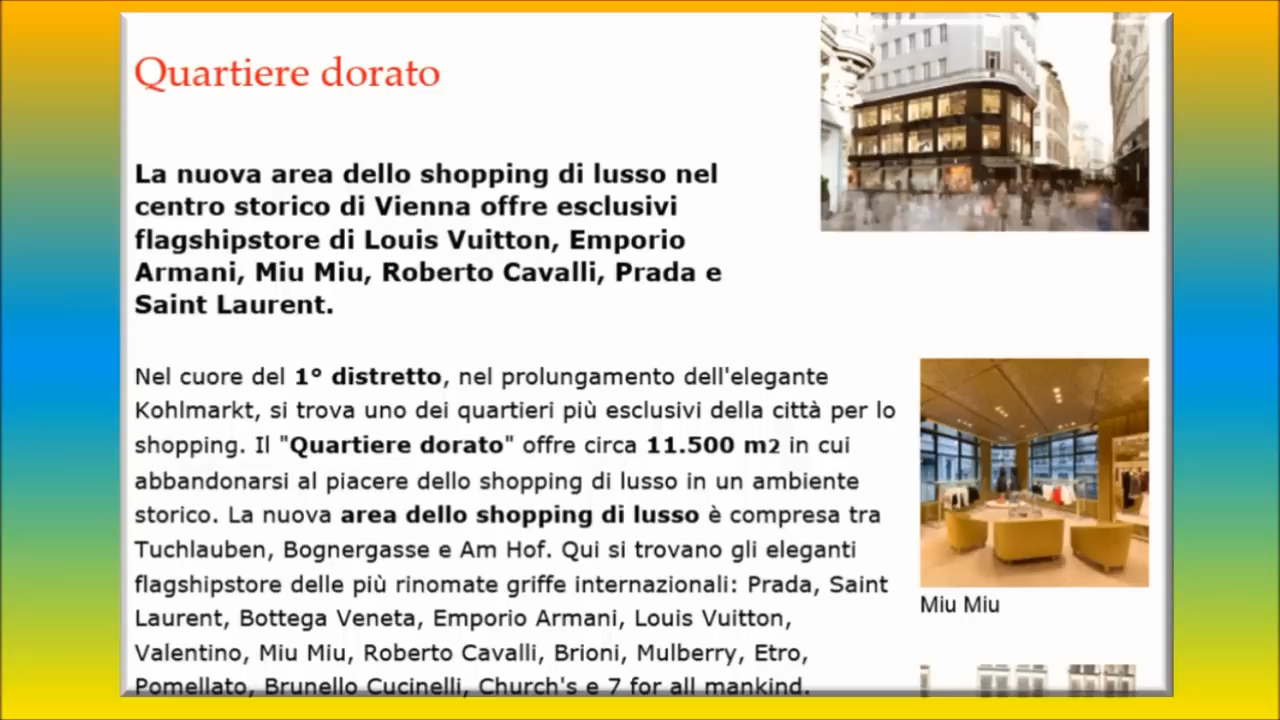 Quartiere dorato
La nuova area dello shopping di lusso nel
centro storico di Vienna offre esclusivi
flagshipstore di Louis Vuitton, Emporio
Armani, Miu Miu, Roberto Cavalli, Prada e
Saint Laurent.
Nel cuore del 1° distretto, nel prolungamento dell'elegante
Kohlmarkt, si trova uno dei quartieri più esclusivi della città per lo
shopping. Il "Quartiere dorato" offre circa 11.500 m2 in cui
abbandonarsi al piacere dello shopping di lusso in un ambiente
storico. La nuova area dello shopping di lusso è compresa tra
Tuchlauben, Bognergasse e Am Hof. Qui si trovano gli eleganti
flagshipstore delle più rinomate griffe internazionali: Prada, Saint
Laurent, Bottega Veneta, Emporio Armani, Louis Vuitton,
Valentino, Miu Miu, Roberto Cavalli, Brioni, Mulberry, Etro,
Pomellato, Brunello Cucinelli, Church's e 7 for all mankind.
Miu Miu